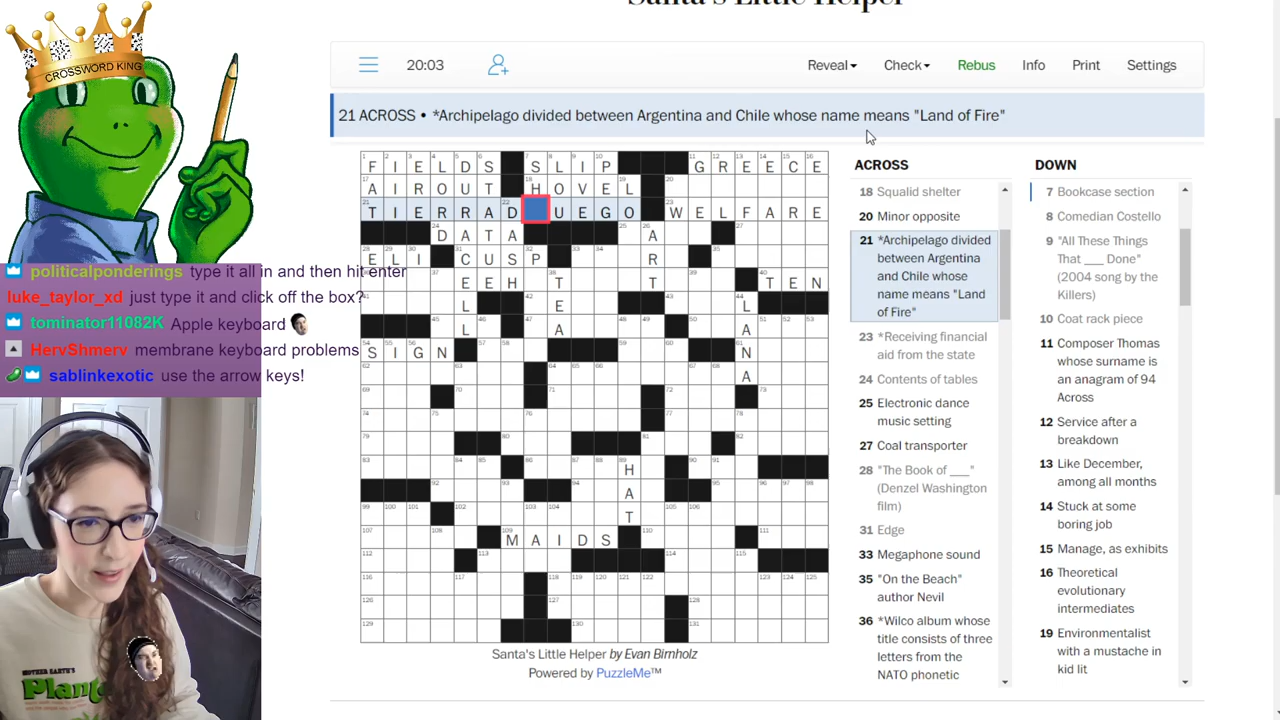 Santa's Little Helper
CROSSWORD KING
20:03
Reveal
Check
Rebus
Info
Print
Settings
21 ACROSS • *Archipelago divided between Argentina and Chile whose name means "Land of Fire"
F I E L D S S L I P G R E E C E
A I R O U T H O V E L
T I E R R A D U E G O W E L F A R E
D A T A A
E L I C U S P R
E E H T T T E N
L E L
L A A
S I G N N
A
H
A
T
M A I D S
Santa's Little Helper by Evan Birnholz
Powered by PuzzleMe™
ACROSS
18 Squalid shelter
20 Minor opposite
21 *Archipelago
divided between
Argentina and
Chile whose
name means "Land
of Fire"
23 *Receiving financial
aid from the state
24 Contents of tables
25 Electronic dance
music setting
27 Coal transporter
28 "The Book of ___"
(Denzel Washington
film)
31 Edge
33 Megaphone sound
35 "On the Beach"
author Nevil
36 *Wilco album whose
title consists of three
letters from the
NATO phonetic
DOWN
7 Bookcase section
8 Comedian Costello
9 "All These Things
That ___ Done"
(2004 song by the
Killers)
10 Coat rack piece
11 Composer Thomas
whose surname is
an anagram of 94
Across
12 Service after a
breakdown
13 Like December,
among all months
14 Stuck at some
boring job
15 Manage, as exhibits
16 Theoretical
evolutionary
intermediates
19 Environmentalist
with a mustache in
kid lit
politicalponderings type it all in and then hit enter
luke_taylor_xd just type it and click off the box?
tominator11082K Apple keyboard
HervShmerv membrane keyboard problems
sablinkexotic use the arrow keys!
MOTHER EARTH'S
Plant